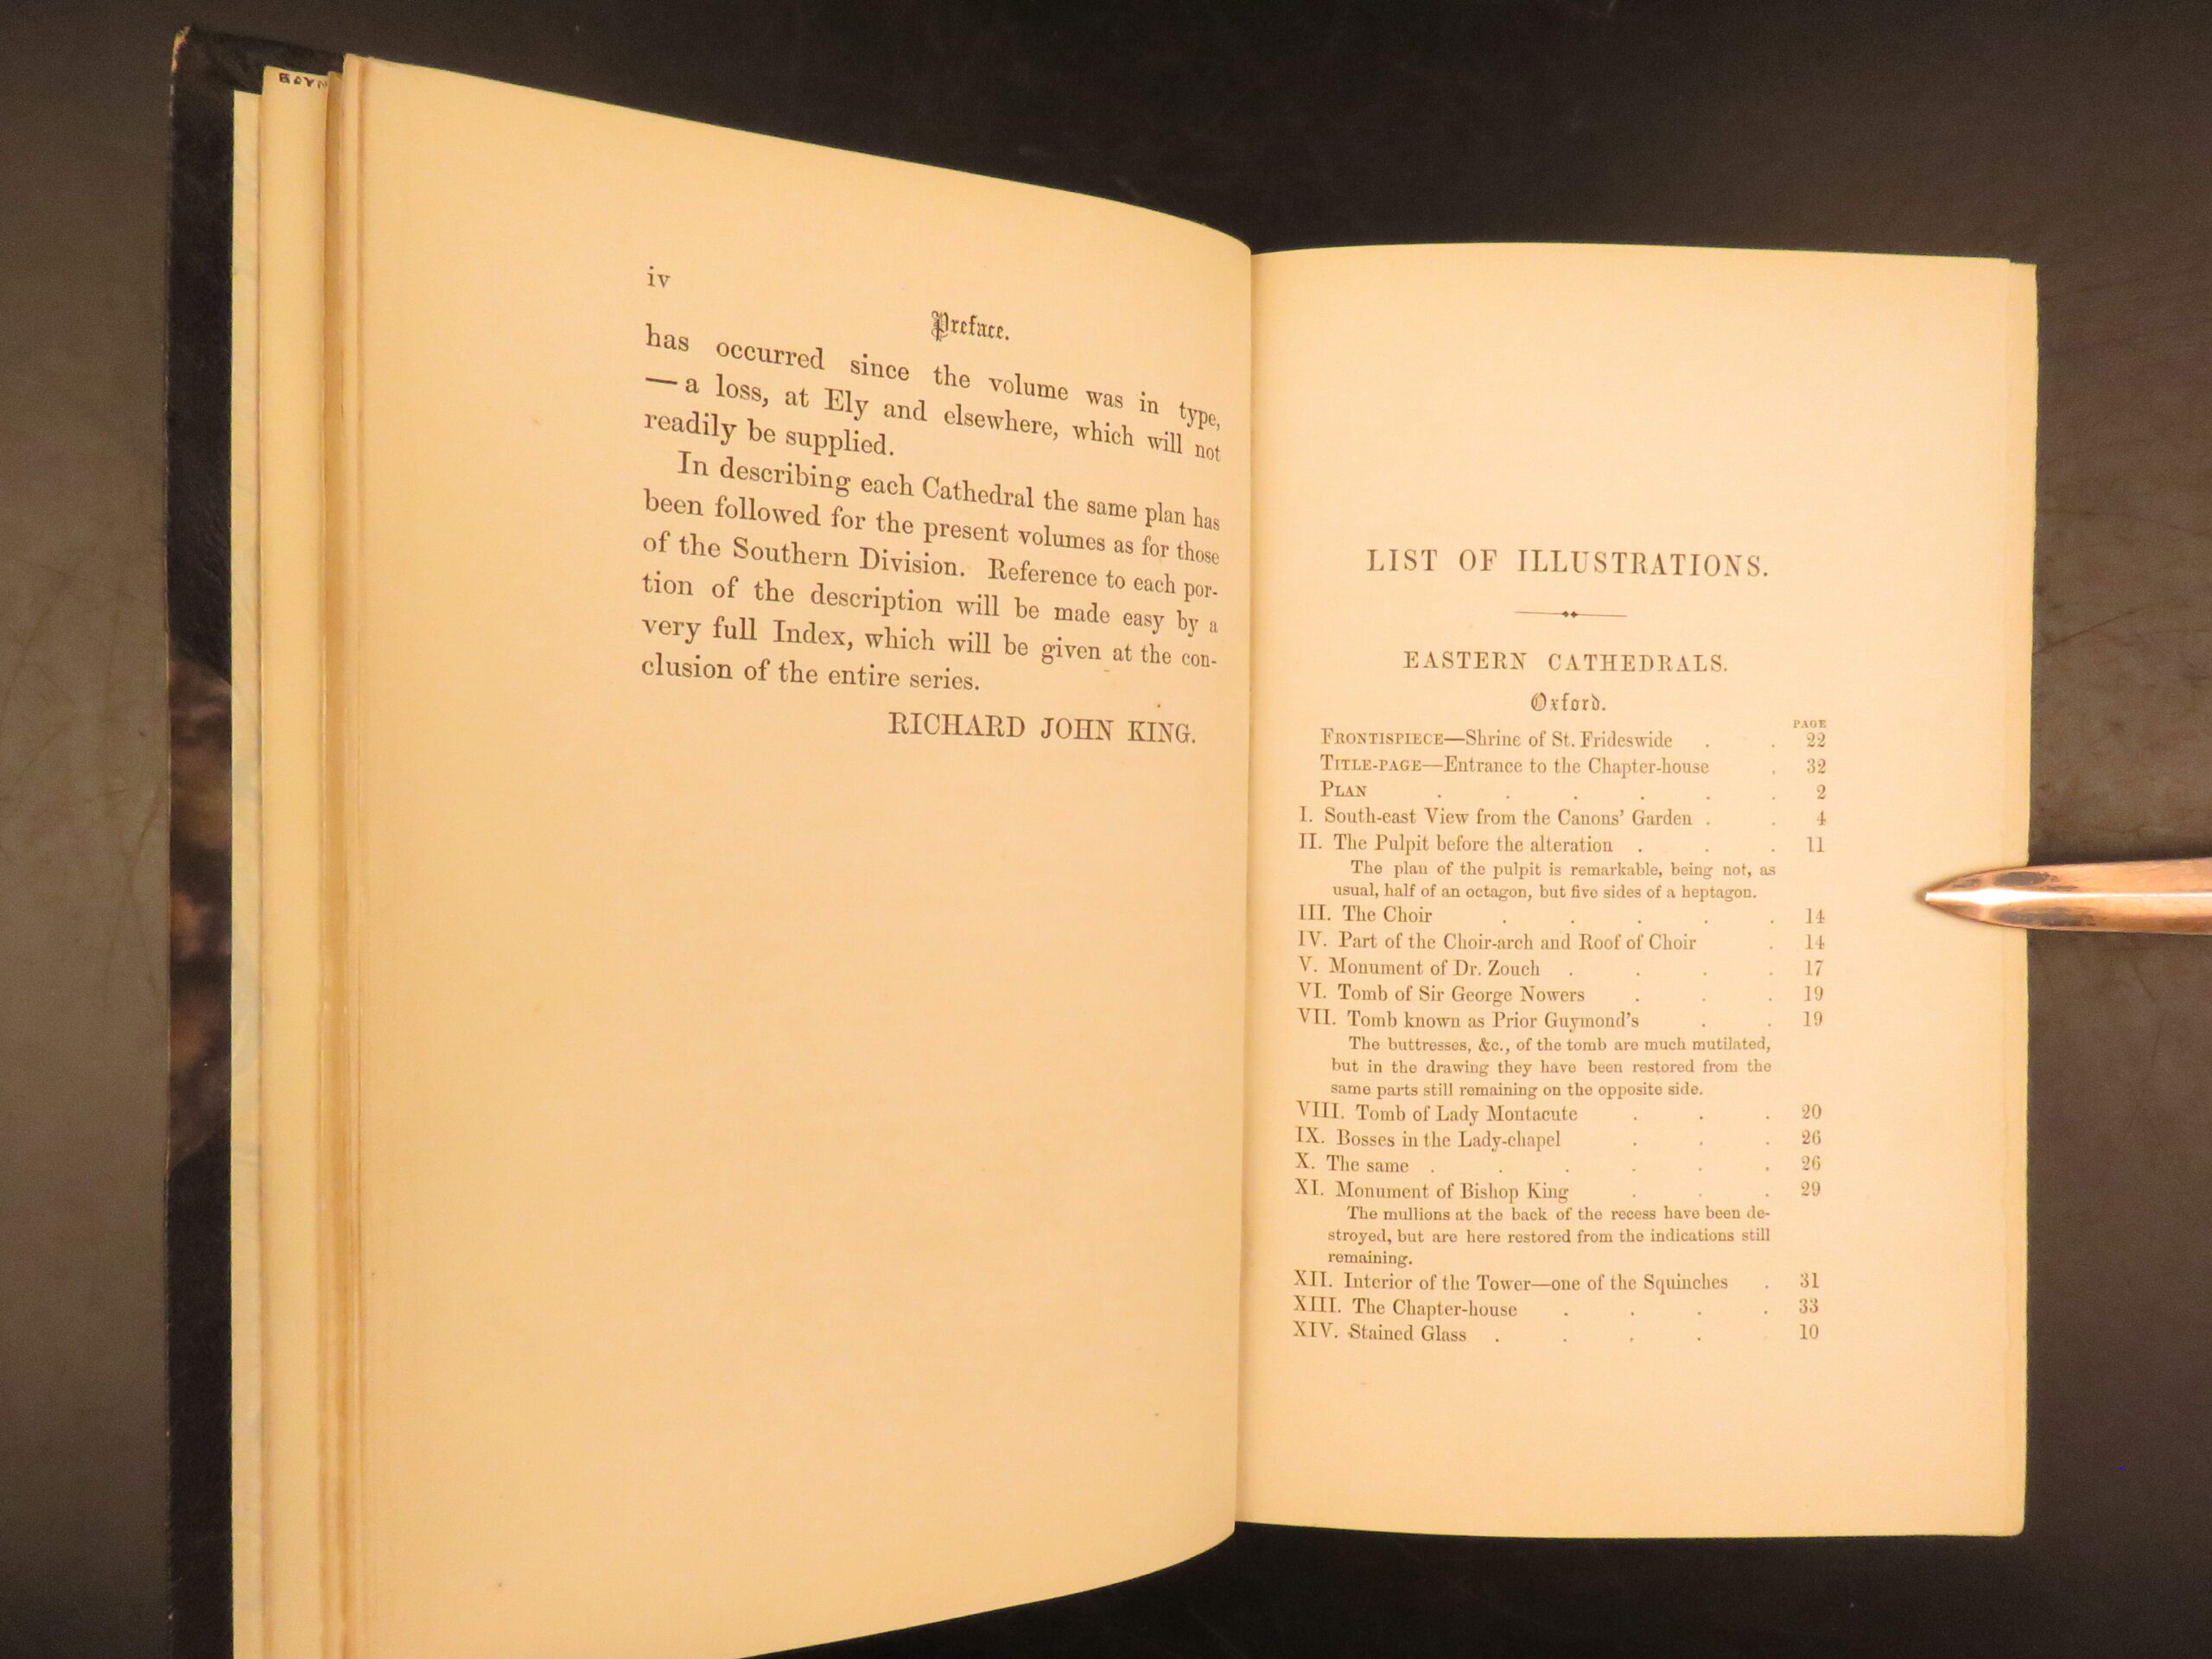 iv
Preface.
has occurred since the volume was in type,
— a loss, at Ely and elsewhere, which will not
readily be supplied.
In describing each Cathedral the same plan has
been followed for the present volumes as for those
of the Southern Division. Reference to each por-
tion of the description will be made easy by a
very full Index, which will be given at the con-
clusion of the entire series.
RICHARD JOHN KING.
LIST OF ILLUSTRATIONS.
EASTERN CATHEDRALS.
Oxford.
PAGE
FRONTISPIECE—Shrine of St. Frideswide . . 22
TITLE-PAGE—Entrance to the Chapter-house . 32
PLAN . . . . . . 2
I. South-east View from the Canons' Garden . . 4
II. The Pulpit before the alteration . . . 11
The plan of the pulpit is remarkable, being not, as
usual, half of an octagon, but five sides of a heptagon.
III. The Choir . . . . . 14
IV. Part of the Choir-arch and Roof of Choir . 14
V. Monument of Dr. Zouch . . . . 17
VI. Tomb of Sir George Nowers . . . 19
VII. Tomb known as Prior Guymond's . . 19
The buttresses, &c., of the tomb are much mutilated,
but in the drawing they have been restored from the
same parts still remaining on the opposite side.
VIII. Tomb of Lady Montacute . . . 20
IX. Bosses in the Lady-chapel . . . 26
X. The same . . . . . . 26
XI. Monument of Bishop King . . . 29
The mullions at the back of the recess have been de-
stroyed, but are here restored from the indications still
remaining.
XII. Interior of the Tower—one of the Squinches . 31
XIII. The Chapter-house . . . . 33
XIV. Stained Glass . . . . 10